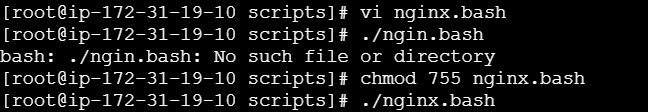 [root@ip-172-31-19-10 scripts]# vi nginx.bash
[root@ip-172-31-19-10 scripts]# ./ngin.bash
bash: ./ngin.bash: No such file or directory
[root@ip-172-31-19-10 scripts]# chmod 755 nginx.bash
[root@ip-172-31-19-10 scripts]# ./nginx.bash